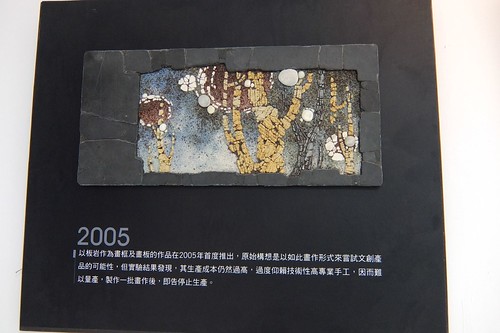 2005
以板岩作為畫框及畫板的作品在2005年首度推出，原始構想是以如此畫作形式來嘗試文創產
品的可能性，但實驗結果發現，其生產成本仍然過高，過度仰賴技術性高專業手工，因而難
以量產，製作一批畫作後，即告停止生產。